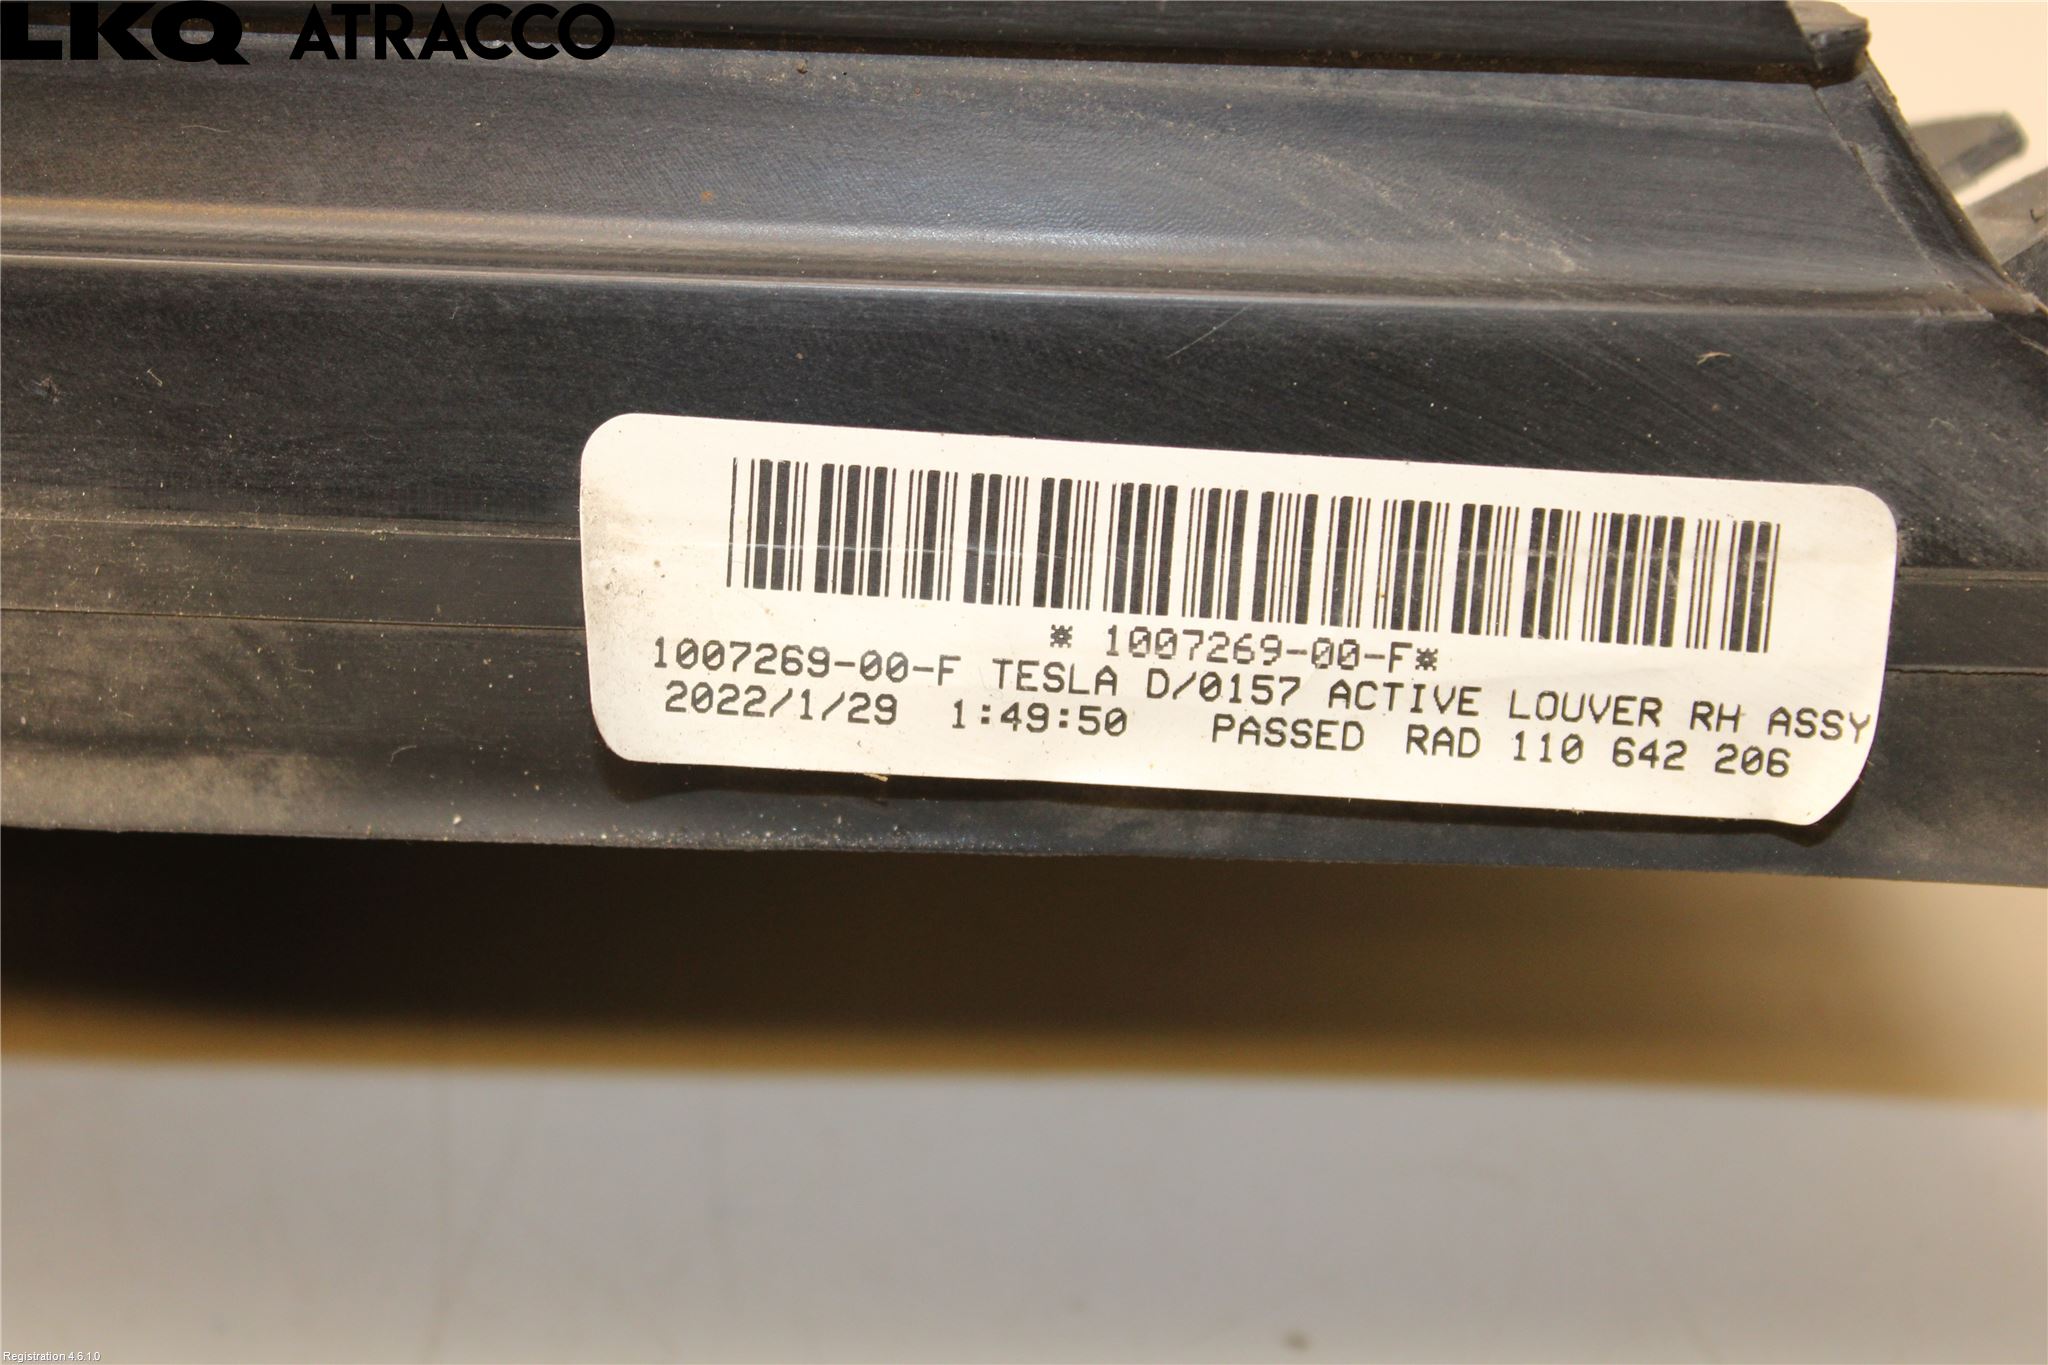 LKQ ATRACCO
* 1007269-00-F*
1007269-00-F TESLA D/0157 ACTIVE LOUVER RH ASSY
2022/1/29 1:49:50 PASSED RAD 110 642 206
Registration 4.6.1.0